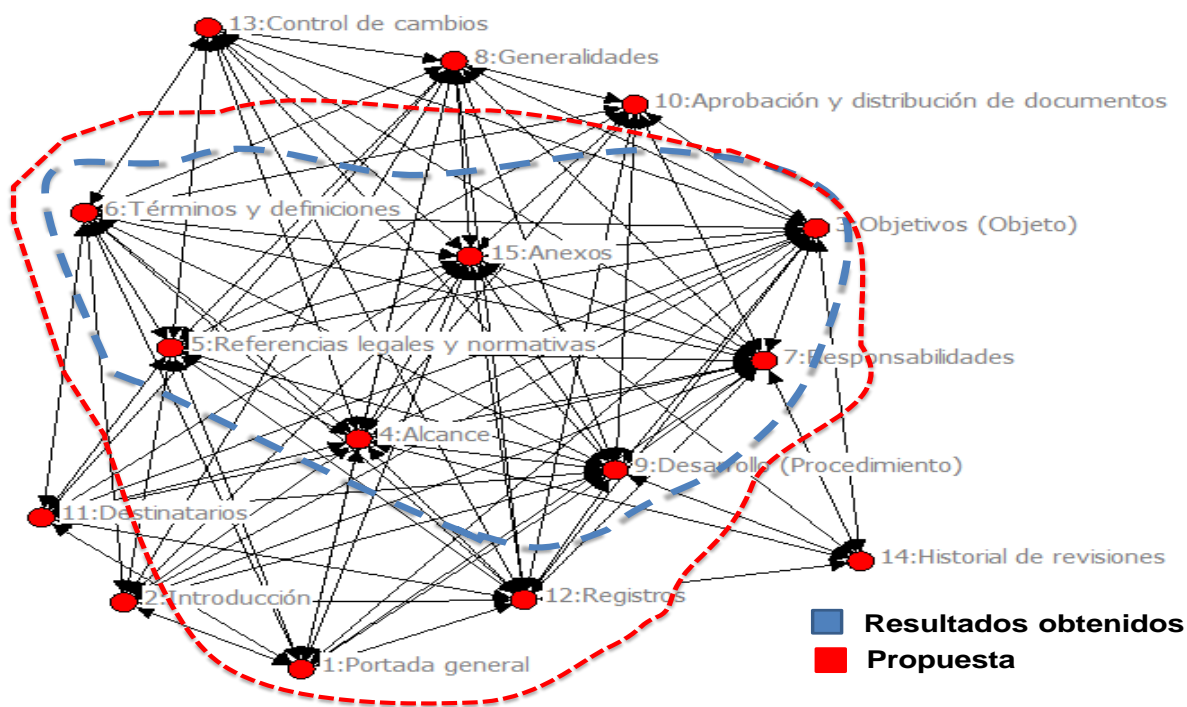 13:Control de cambios
8:Generalidades
10:Aprobación y distribución de documentos
6:Términos y definiciones
3:Objetivos (Objeto)
15:Anexos
5:Referencias legales y normativas
7:Responsabilidades
4:Alcance
9:Desarrollo (Procedimiento)
11:Destinatarios
14:Historial de revisiones
2:Introducción
12:Registros
1:Portada general
Resultados obtenidos
Propuesta